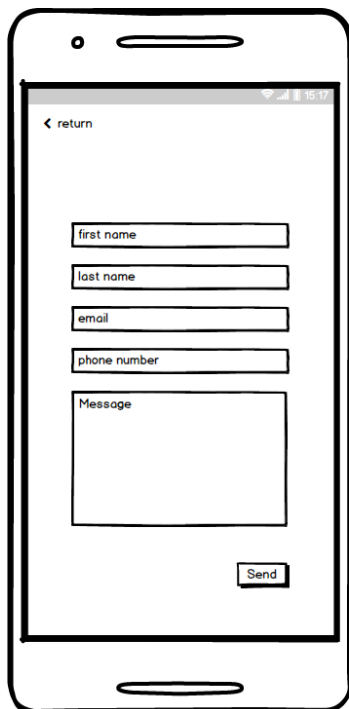 15:17
return
first name
last name
email
phone number
Message
Send